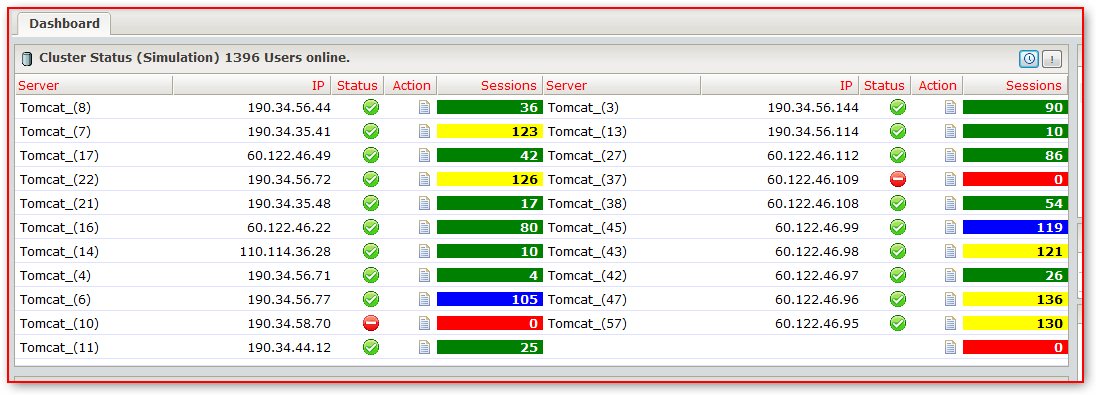 Dashboard
Cluster Status (Simulation) 1396 Users online.
Server IP Status Action Sessions Server IP Status Action Sessions
Tomcat_(8) 190.34.56.44 36 Tomcat_(3) 190.34.56.144 90
Tomcat_(7) 190.34.35.41 123 Tomcat_(13) 190.34.56.114 10
Tomcat_(17) 60.122.46.49 42 Tomcat_(27) 60.122.46.112 86
Tomcat_(22) 190.34.56.72 126 Tomcat_(37) 60.122.46.109 0
Tomcat_(21) 190.34.35.48 17 Tomcat_(38) 60.122.46.108 54
Tomcat_(16) 60.122.46.22 80 Tomcat_(45) 60.122.46.99 119
Tomcat_(14) 110.114.36.28 10 Tomcat_(43) 60.122.46.98 121
Tomcat_(4) 190.34.56.71 4 Tomcat_(42) 60.122.46.97 26
Tomcat_(6) 190.34.56.77 105 Tomcat_(47) 60.122.46.96 136
Tomcat_(10) 190.34.58.70 0 Tomcat_(57) 60.122.46.95 130
Tomcat_(11) 190.34.44.12 25 0